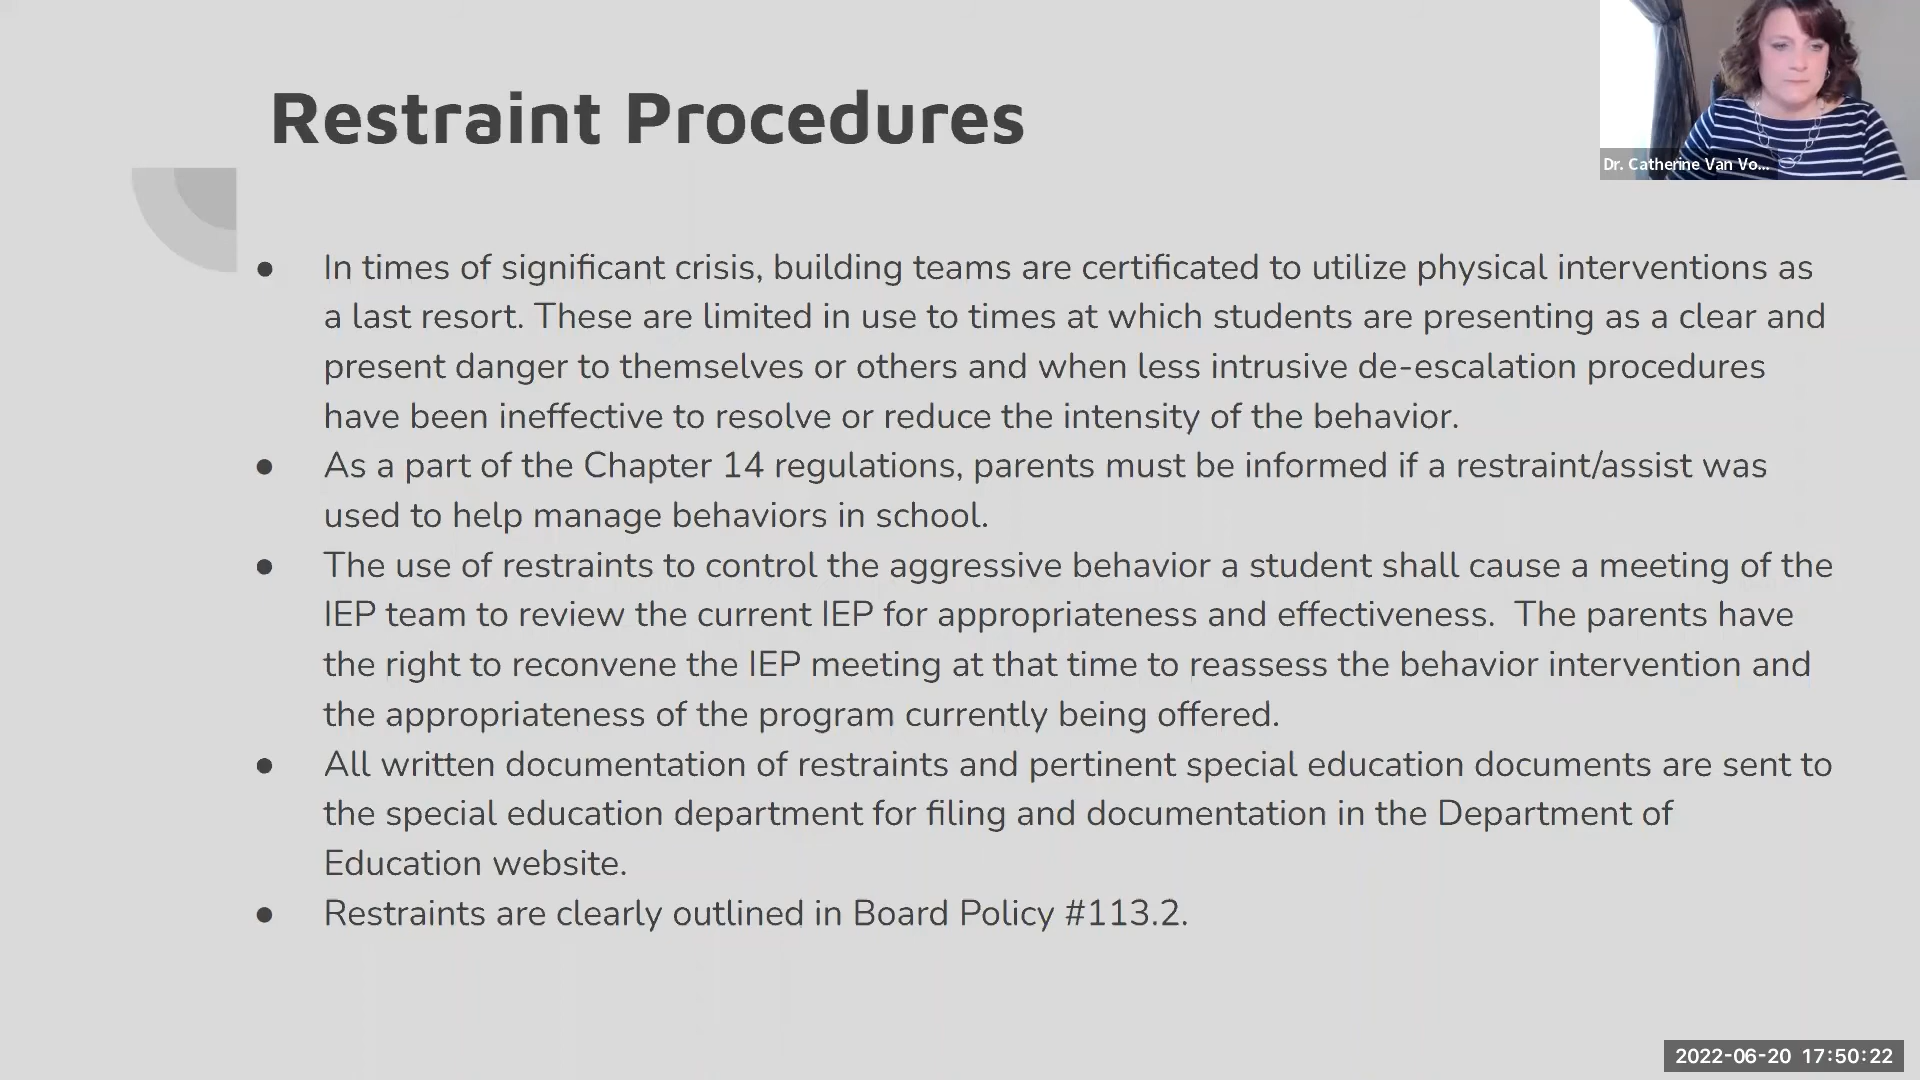 Restraint Procedures
Dr. Catherine Van Vo...
● In times of significant crisis, building teams are certificated to utilize physical interventions as
a last resort. These are limited in use to times at which students are presenting as a clear and
present danger to themselves or others and when less intrusive de-escalation procedures
have been ineffective to resolve or reduce the intensity of the behavior.
● As a part of the Chapter 14 regulations, parents must be informed if a restraint/assist was
used to help manage behaviors in school.
● The use of restraints to control the aggressive behavior a student shall cause a meeting of the
IEP team to review the current IEP for appropriateness and effectiveness.  The parents have
the right to reconvene the IEP meeting at that time to reassess the behavior intervention and
the appropriateness of the program currently being offered.
● All written documentation of restraints and pertinent special education documents are sent to
the special education department for filing and documentation in the Department of
Education website.
● Restraints are clearly outlined in Board Policy #113.2.
2022-06-20 17:50:22